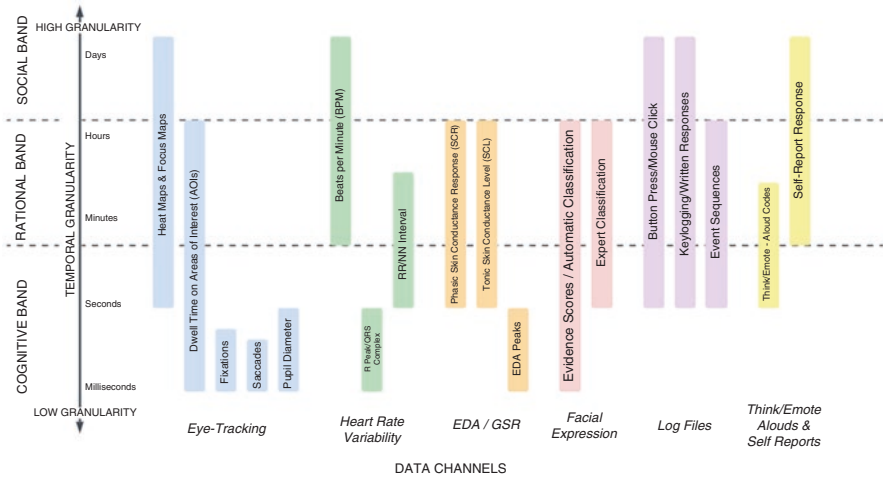 HIGH GRANULARITY
SOCIAL BAND
RATIONAL BAND
COGNITIVE BAND
TEMPORAL GRANULARITY
Days
Hours
Minutes
Seconds
Milliseconds
LOW GRANULARITY
Heat Maps & Focus Maps
Dwell Time on Areas of Interest (AOIs)
Fixations
Saccades
Pupil Diameter
Beats per Minute (BPM)
R Peak/QRS
Complex
RR/NN Interval
Phasic Skin Conductance Response (SCR)
Tonic Skin Conductance Level (SCL)
EDA Peaks
Evidence Scores / Automatic Classification
Expert Classification
Button Press/Mouse Click
Keylogging/Written Responses
Event Sequences
Think/Emote - Aloud Codes
Self-Report Response
Eye-Tracking
Heart Rate
Variability
EDA / GSR
Facial
Expression
Log Files
Think/Emote
Alouds &
Self Reports
DATA CHANNELS